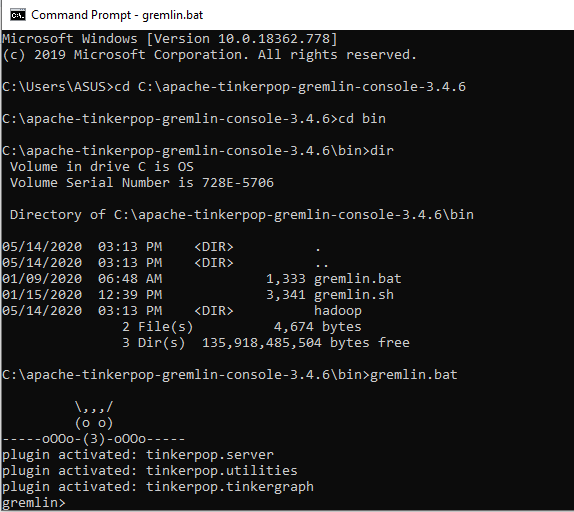 Command Prompt - gremlin.bat
Microsoft Windows [Version 10.0.18362.778]
(c) 2019 Microsoft Corporation. All rights reserved.
C:\Users\ASUS>cd C:\apache-tinkerpop-gremlin-console-3.4.6
C:\apache-tinkerpop-gremlin-console-3.4.6>cd bin
C:\apache-tinkerpop-gremlin-console-3.4.6\bin>dir
 Volume in drive C is OS
 Volume Serial Number is 728E-5706
 Directory of C:\apache-tinkerpop-gremlin-console-3.4.6\bin
05/14/2020  03:13 PM    <DIR>          .
05/14/2020  03:13 PM    <DIR>          ..
01/09/2020  06:48 AM             1,333 gremlin.bat
01/15/2020  12:39 PM             3,341 gremlin.sh
05/14/2020  03:13 PM    <DIR>          hadoop
               2 File(s)          4,674 bytes
               3 Dir(s)  135,918,485,504 bytes free
C:\apache-tinkerpop-gremlin-console-3.4.6\bin>gremlin.bat
         \,,,/
         (o o)
-----oOOo-(3)-oOOo-----
plugin activated: tinkerpop.server
plugin activated: tinkerpop.utilities
plugin activated: tinkerpop.tinkergraph
gremlin>